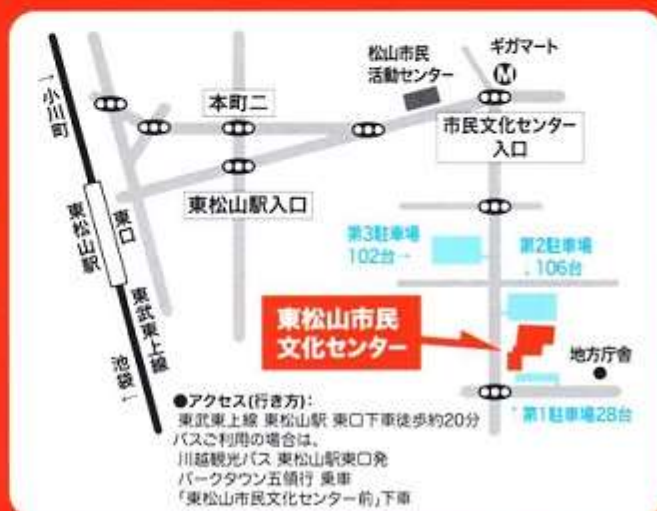 松山市民
活動センター
ギガマート
M
本町二
市民文化センター
入口
→小川町
東松山駅
東口
東松山駅入口
第3駐車場
102台→
第2駐車場
106台
東松山市民
文化センター
地方庁舎
東武東上線
池袋→
第1駐車場28台
●アクセス(行き方):
東武東上線 東松山駅 東口下車徒歩約20分
バスご利用の場合は、
川越観光バス 東松山駅東口発
パークタウン五領行 乗車
「東松山市民文化センター前」下車